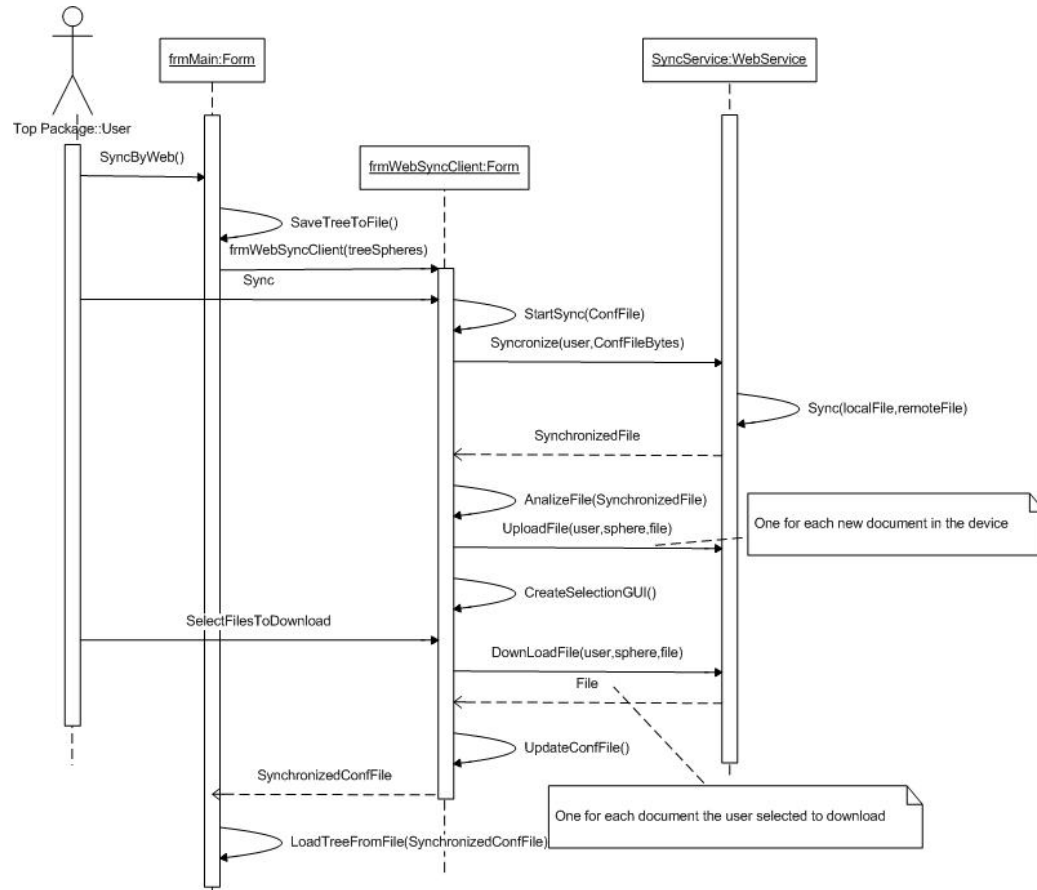 frmMain:Form
SyncService:WebService
Top Package::User
SyncByWeb()
frmWebSyncClient:Form
SaveTreeToFile()
frmWebSyncClient(treeSpheres)
Sync
StartSync(ConfFile)
Syncronize(user,ConfFileBytes)
Sync(localFile,remoteFile)
SynchronizedFile
AnalizeFile(SynchronizedFile)
UploadFile(user,sphere,file)
One for each new document in the device
CreateSelectionGUI()
SelectFilesToDownload
DownLoadFile(user,sphere,file)
File
UpdateConfFile()
SynchronizedConfFile
One for each document the user selected to download
LoadTreeFromFile(SynchronizedConfFile)